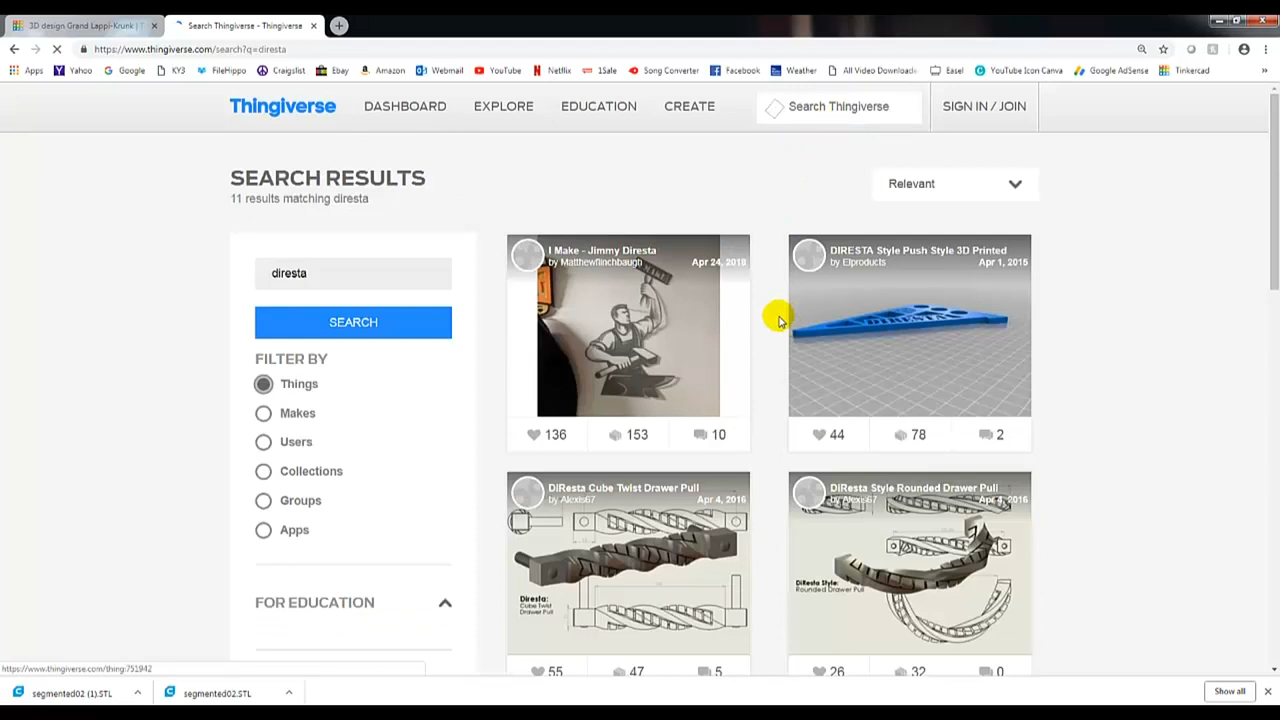 3D design Grand Lappi-Krunk | T
Search Thingiverse - Thingiverse
https://www.thingiverse.com/search?q=diresta
Apps Yahoo Google KY3 FileHippo Craigslist Ebay Amazon Webmail YouTube Netflix 1Sale Song Converter Facebook Weather All Video Download Easel YouTube Icon Canva Google AdSense Tinkercad »
Thingiverse DASHBOARD EXPLORE EDUCATION CREATE Search Thingiverse SIGN IN / JOIN
SEARCH RESULTS
11 results matching diresta
Relevant
diresta
SEARCH
FILTER BY
Things
Makes
Users
Collections
Groups
Apps
FOR EDUCATION
I Make - Jimmy Diresta
by Matthewflinchbaugh Apr 24, 2018
MAKE
136 153 10
DIRESTA Style Push Style 3D Printed
by Elproducts Apr 1, 2015
DIRESTA
44 78 2
DiResta Cube Twist Drawer Pull
by Alexis67 Apr 4, 2016
Diresta:
Cube Twist
Drawer Pull
55 47 5
DiResta Style Rounded Drawer Pull
by Alexis67 Apr 4, 2016
DiResta Style:
Rounded Drawer Pull
26 32 0
https://www.thingiverse.com/thing:751942
segmented02 (1).STL
segmented02.STL
Show all